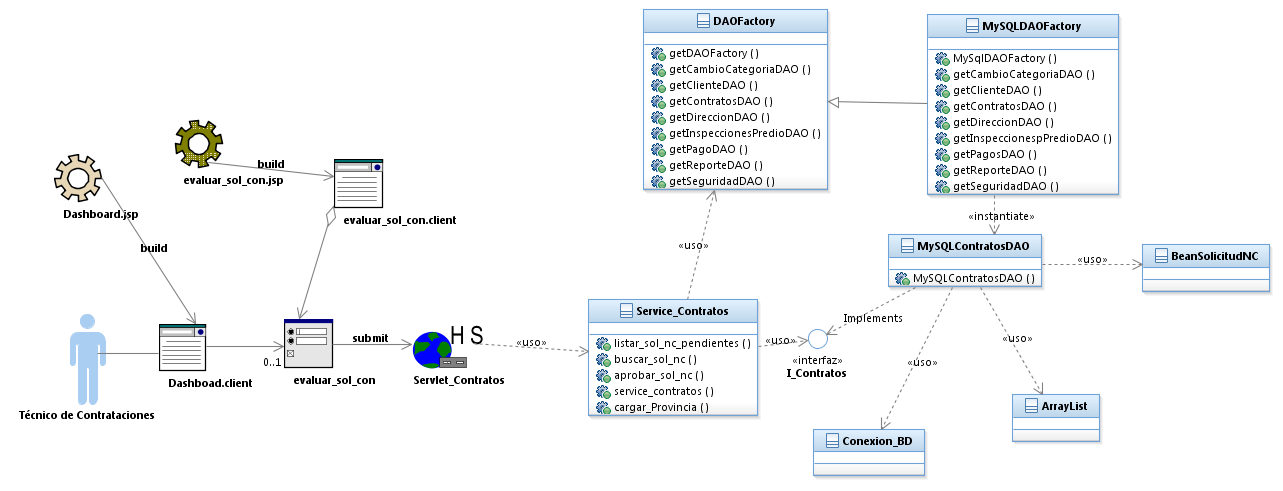 DAOFactory
getDAOFactory ( )
getCambioCategoriaDAO ( )
getClienteDAO ( )
getContratosDAO ( )
getDireccionDAO ( )
getInspeccionesPredioDAO ( )
getPagoDAO ( )
getReporteDAO ( )
getSeguridadDAO ( )
MySQLDAOFactory
MySqlDAOFactory ( )
getCambioCategoriaDAO ( )
getClienteDAO ( )
getContratosDAO ( )
getDireccionDAO ( )
getInspeccionespPredioDAO ( )
getPagosDAO ( )
getReporteDAO ( )
getSeguridadDAO ( )
build
evaluar_sol_con.jsp
Dashboard.jsp
evaluar_sol_con.client
build
«uso»
«instantiate»
MySQLContratosDAO
MySQLContratosDAO ( )
«uso»
BeanSolicitudNC
Service_Contratos
listar_sol_nc_pendientes ( )
buscar_sol_nc ( )
aprobar_sol_nc ( )
service_contratos ( )
cargar_Provincia ( )
Implements
H S
submit
«uso»
«uso»
0..1
Dashboad.client
evaluar_sol_con
Servlet_Contratos
«interfaz»
I_Contratos
«uso»
«uso»
Técnico de Contrataciones
ArrayList
Conexion_BD